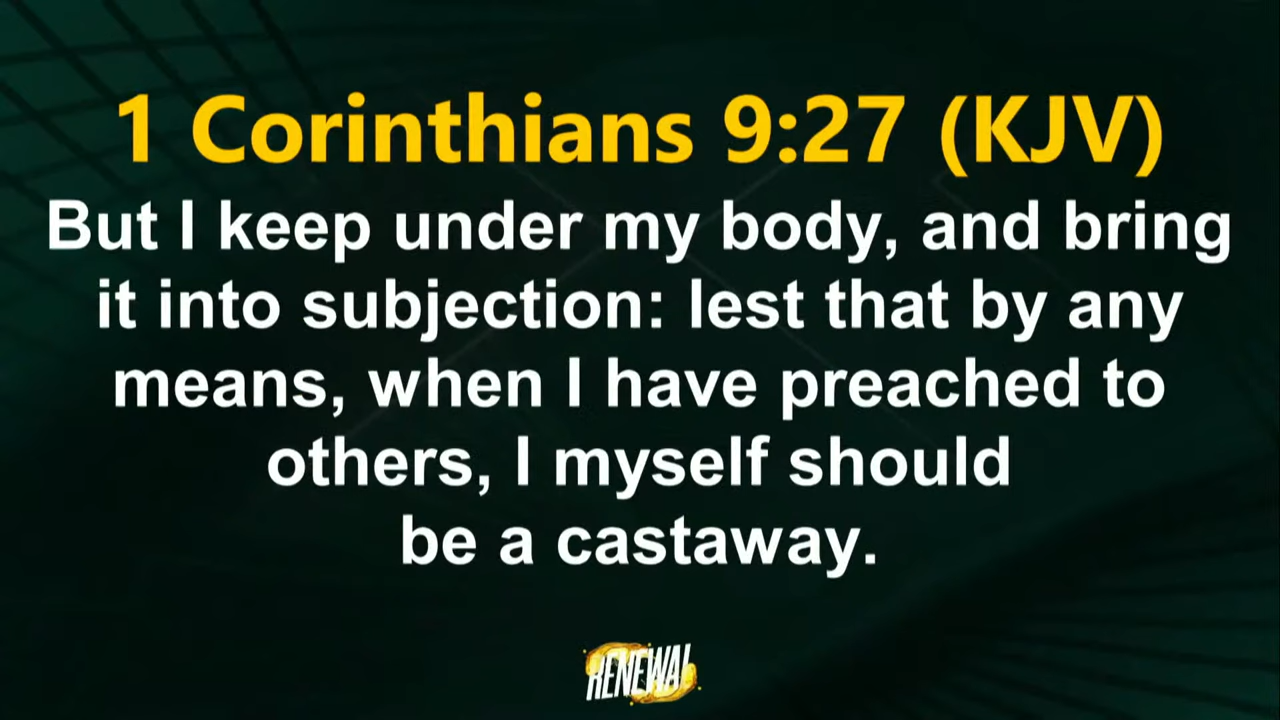 1 Corinthians 9:27 (KJV)
But I keep under my body, and bring
it into subjection: lest that by any
means, when I have preached to
others, I myself should
be a castaway.
RENEWAL